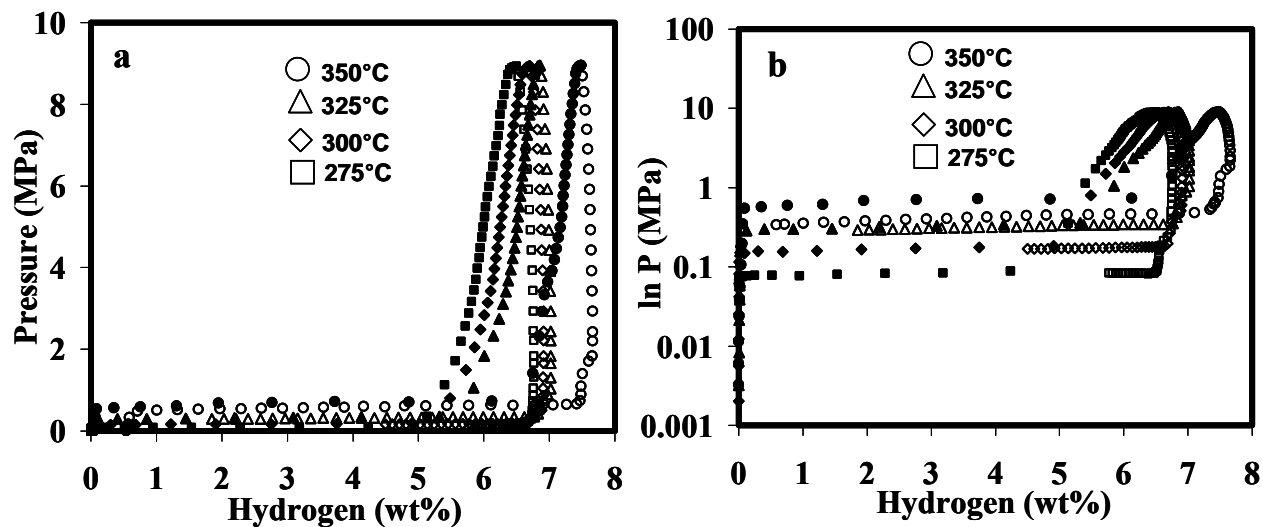 a
350°C
325°C
300°C
275°C
10
8
6
4
2
0
Pressure (MPa)
0 1 2 3 4 5 6 7 8
Hydrogen (wt%)
b
350°C
325°C
300°C
275°C
100
10
1
0.1
0.01
0.001
ln P (MPa)
0 1 2 3 4 5 6 7 8
Hydrogen (wt%)